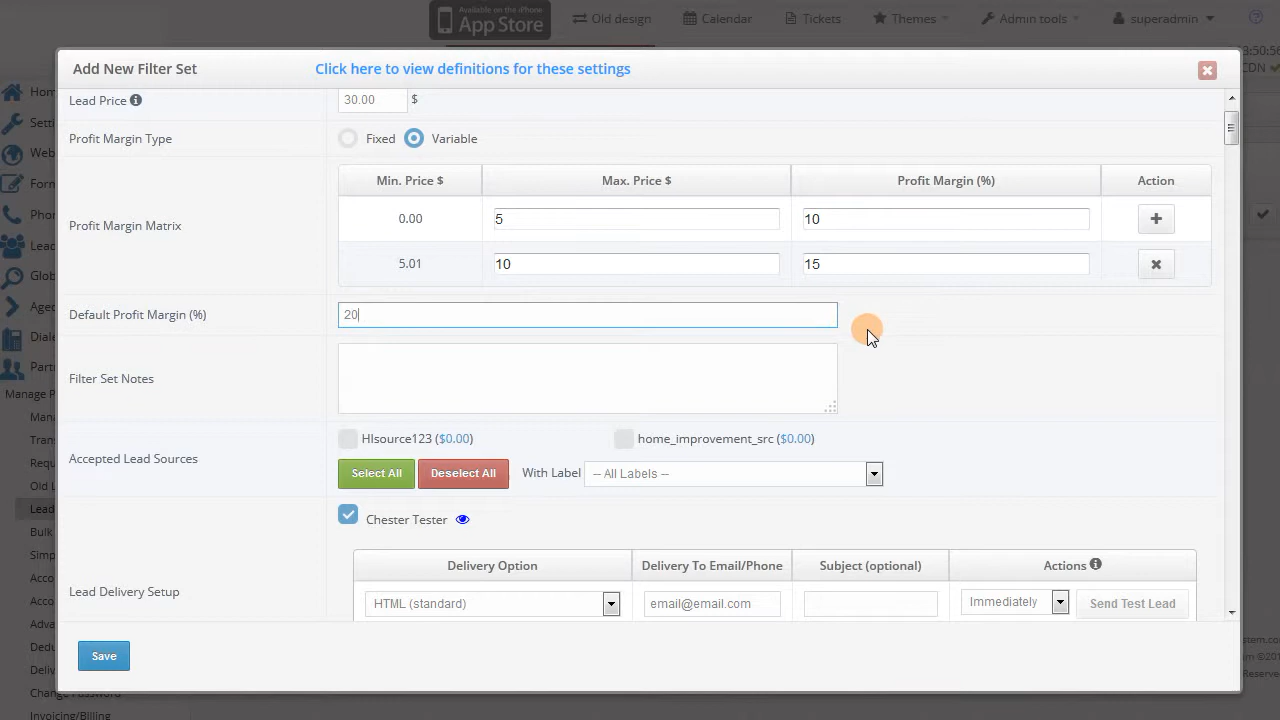 Available on the iPhone
App Store
Old design
Calendar
Tickets
Themes
Admin tools
superadmin
Add New Filter Set
Click here to view definitions for these settings
Lead Price
30.00
$
Profit Margin Type
Fixed
Variable
Profit Margin Matrix
Min. Price $
Max. Price $
Profit Margin (%)
Action
0.00
5
10
5.01
10
15
Default Profit Margin (%)
20
Filter Set Notes
Accepted Lead Sources
HIsource123 ($0.00)
home_improvement_src ($0.00)
Select All
Deselect All
With Label
-- All Labels --
Lead Delivery Setup
Chester Tester
Delivery Option
Delivery To Email/Phone
Subject (optional)
Actions
HTML (standard)
email@email.com
Immediately
Send Test Lead
Save
Change Password
Invoicing/Billing